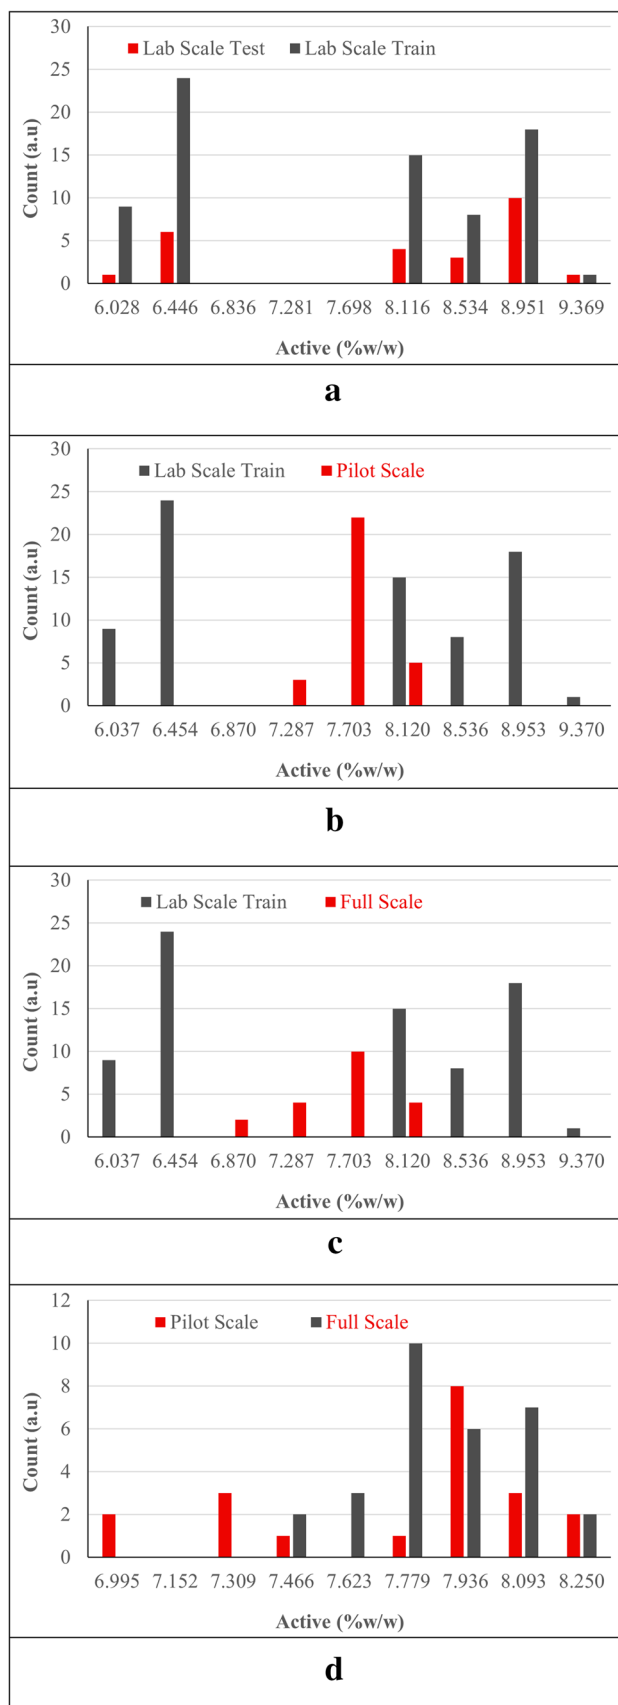 Lab Scale Test Lab Scale Train
30
25
20
15
10
5
0
Count (a.u)
6.028 6.446 6.836 7.281 7.698 8.116 8.534 8.951 9.369
Active (%w/w)
a
Lab Scale Train Pilot Scale
30
25
20
15
10
5
0
Count (a.u)
6.037 6.454 6.870 7.287 7.703 8.120 8.536 8.953 9.370
Active (%w/w)
b
Lab Scale Train Full Scale
30
25
20
15
10
5
0
Count (a.u)
6.037 6.454 6.870 7.287 7.703 8.120 8.536 8.953 9.370
Active (%w/w)
c
Pilot Scale Full Scale
12
10
8
6
4
2
0
Count (a.u)
6.995 7.152 7.309 7.466 7.623 7.779 7.936 8.093 8.250
Active (%w/w)
d